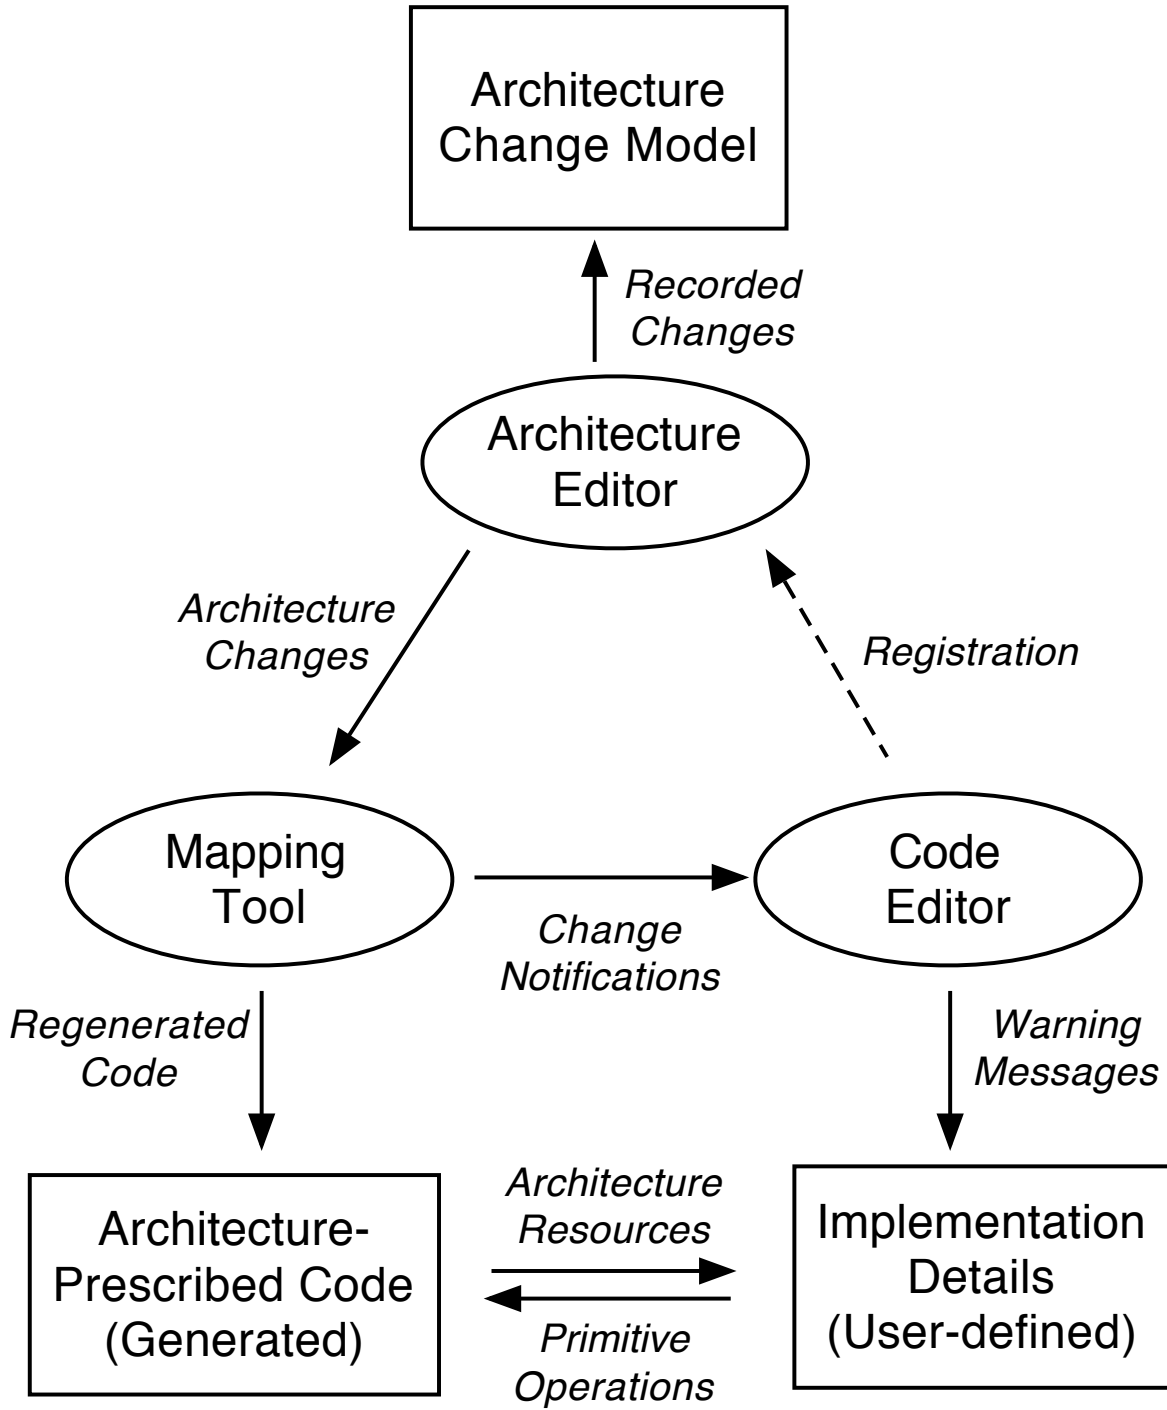 Architecture
Change Model
Recorded
Changes
Architecture
Editor
Architecture
Changes
Registration
Mapping
Tool
Code
Editor
Change
Notifications
Regenerated
Code
Warning
Messages
Architecture-
Prescribed Code
(Generated)
Architecture
Resources
Primitive
Operations
Implementation
Details
(User-defined)